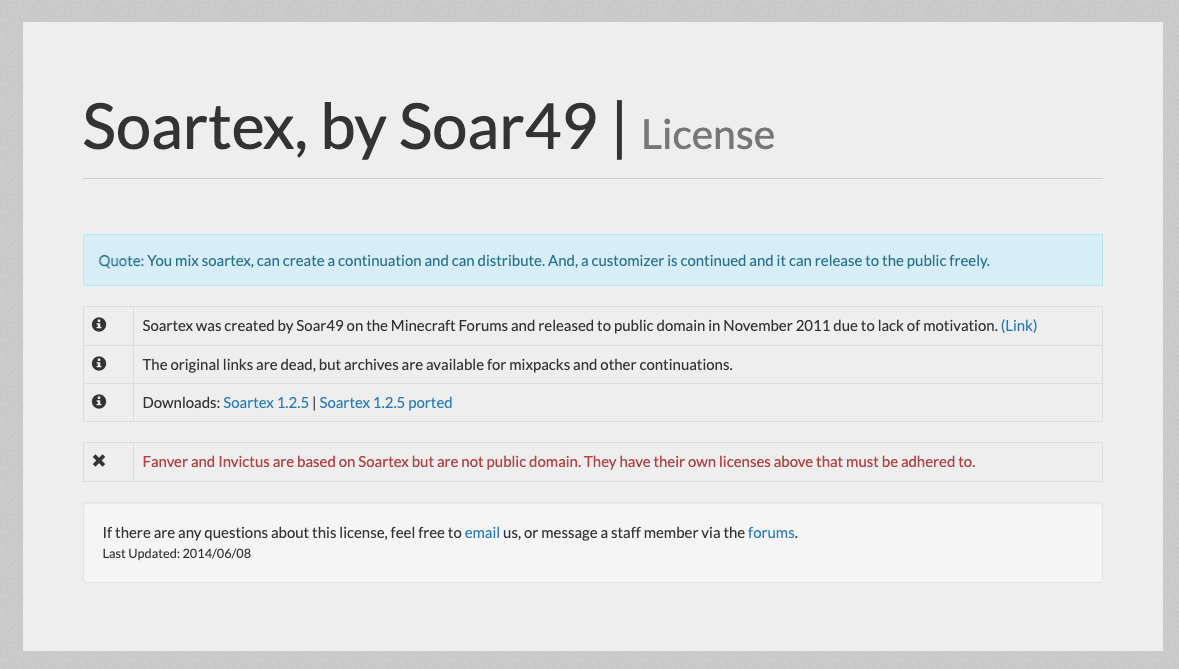 Soartex, by Soar49 | License
Quote: You mix soartex, can create a continuation and can distribute. And, a customizer is continued and it can release to the public freely.
Soartex was created by Soar49 on the Minecraft Forums and released to public domain in November 2011 due to lack of motivation. (Link)
The original links are dead, but archives are available for mixpacks and other continuations.
Downloads: Soartex 1.2.5 | Soartex 1.2.5 ported
Fanver and Invictus are based on Soartex but are not public domain. They have their own licenses above that must be adhered to.
If there are any questions about this license, feel free to email us, or message a staff member via the forums.
Last Updated: 2014/06/08